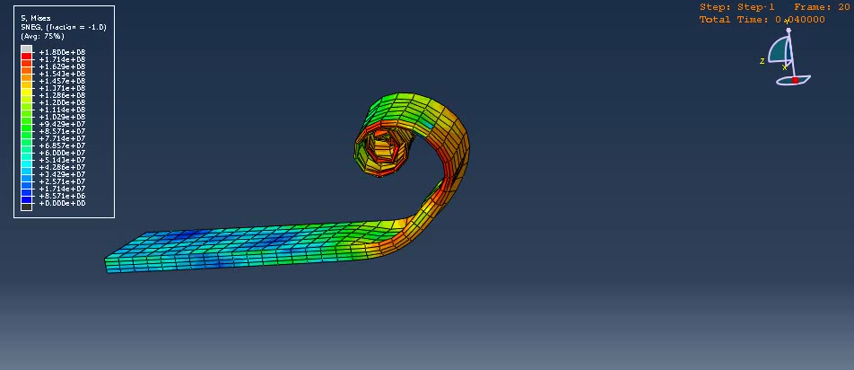 S, Mises
SNEG, (fraction = -1.0)
(Avg: 75%)
+1.800e+08
+1.714e+08
+1.629e+08
+1.543e+08
+1.457e+08
+1.371e+08
+1.286e+08
+1.200e+08
+1.114e+08
+1.029e+08
+9.429e+07
+8.571e+07
+7.714e+07
+6.857e+07
+6.000e+07
+5.143e+07
+4.286e+07
+3.429e+07
+2.571e+07
+1.714e+07
+8.571e+06
+0.000e+00
Step: Step-1 Frame: 20
Total Time: 0.040000
Y
Z
X